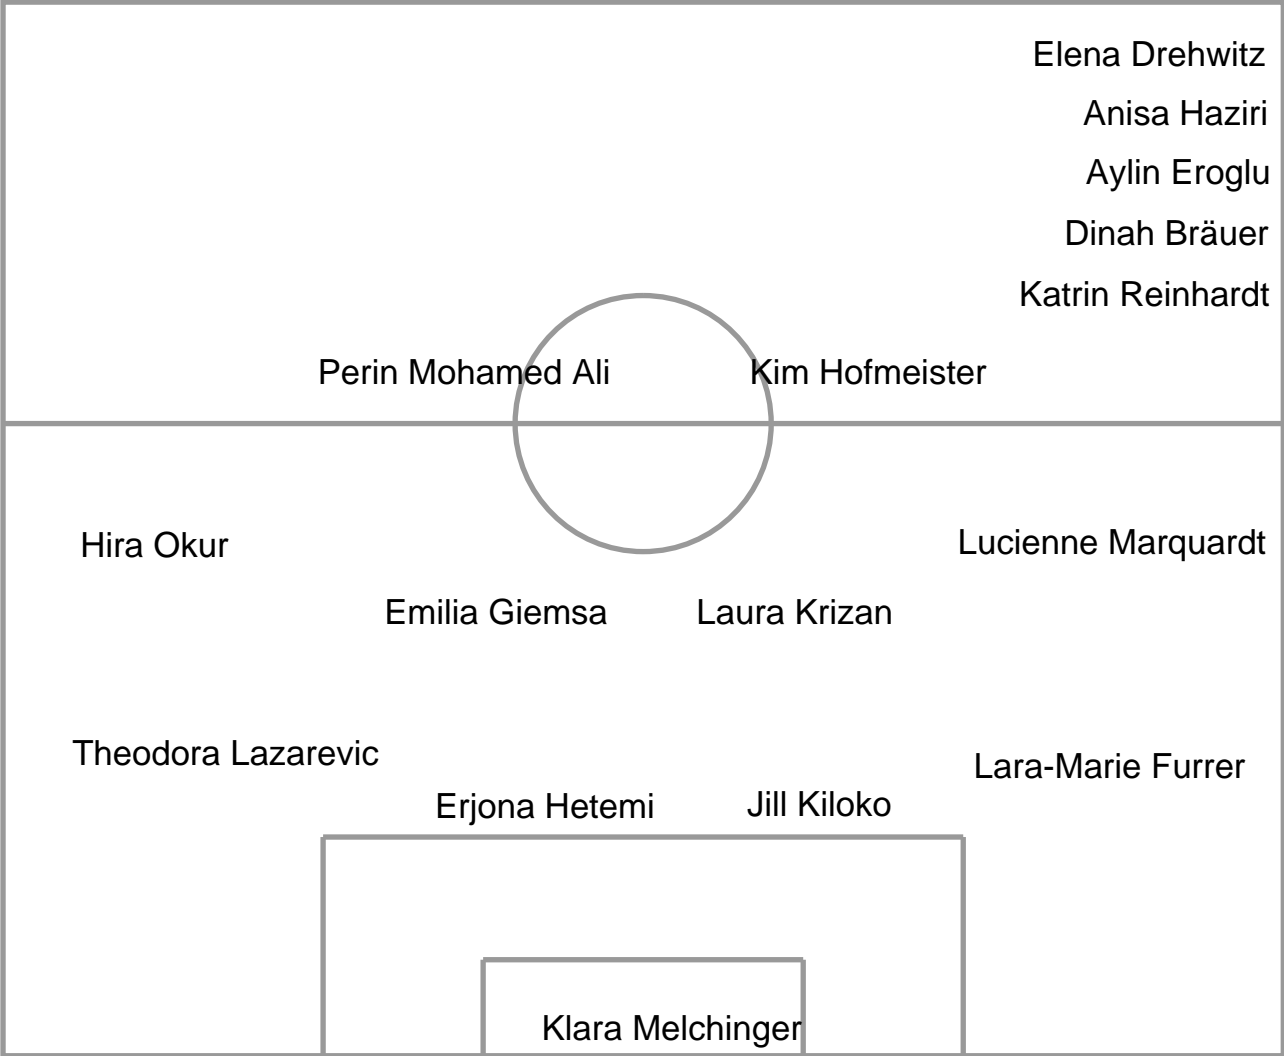 Elena Drehwitz
Anisa Haziri
Aylin Eroglu
Dinah Bräuer
Katrin Reinhardt
Perin Mohamed Ali
Kim Hofmeister
Hira Okur
Lucienne Marquardt
Emilia Giemsa
Laura Krizan
Theodora Lazarevic
Lara-Marie Furrer
Erjona Hetemi
Jill Kiloko
Klara Melchinger